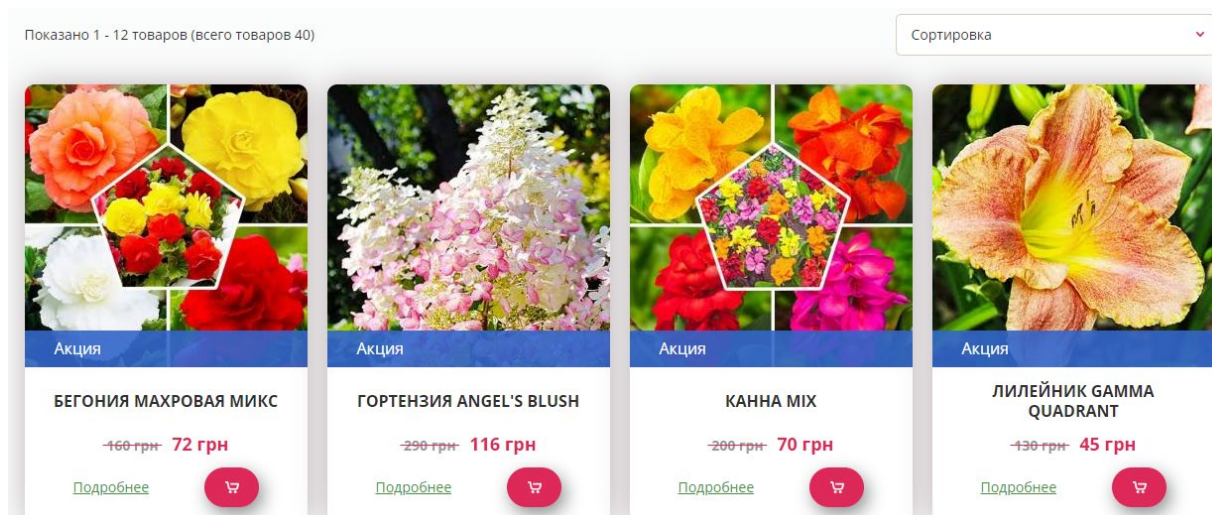 Показано 1 - 12 товаров (всего товаров 40)
Сортировка
Акция
Акция
Акция
Акция
БЕГОНИЯ МАХРОВАЯ МИКС
ГОРТЕНЗИЯ ANGEL'S BLUSH
КАННА MIX
ЛИЛЕЙНИК GAMMA
QUADRANT
160 грн 72 грн
290 грн 116 грн
200 грн 70 грн
130 грн 45 грн
Подробнее
Подробнее
Подробнее
Подробнее